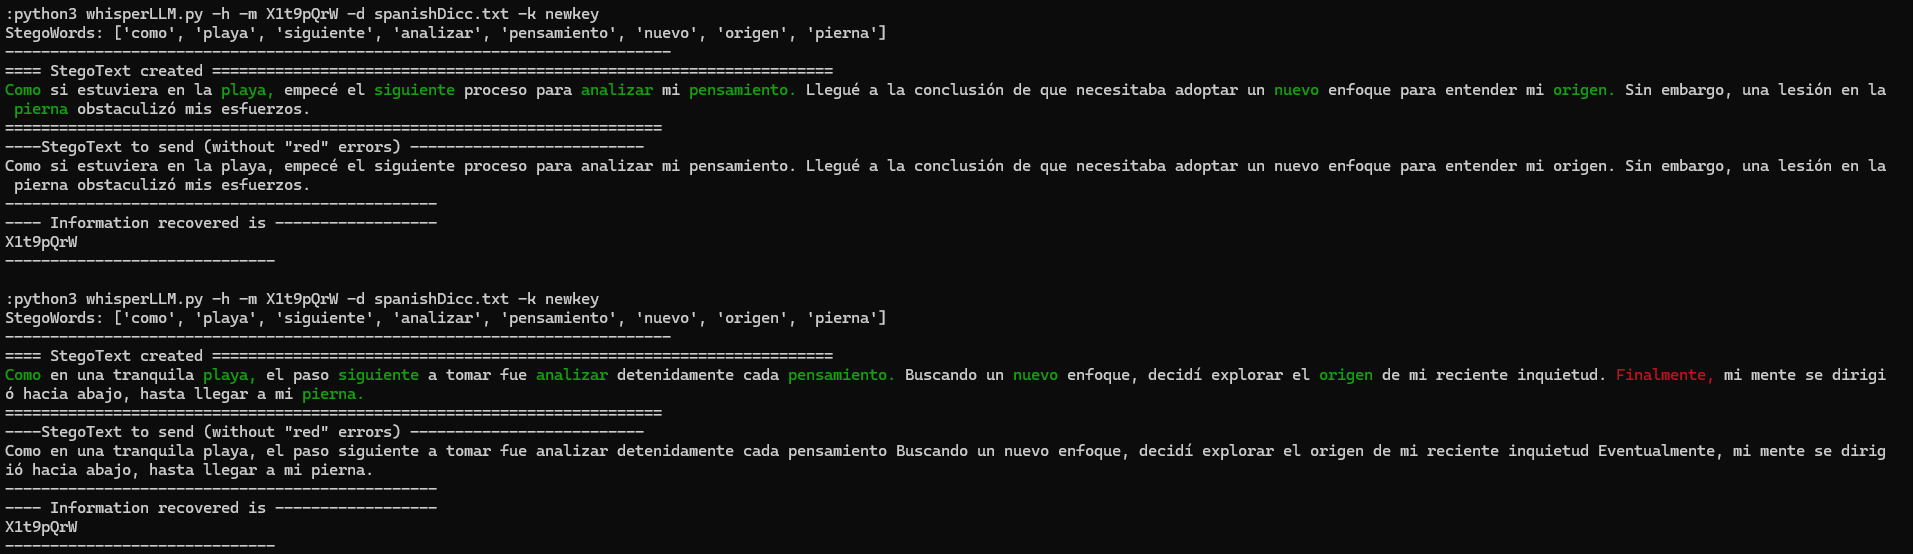 :python3 whisperLLM.py -h -m X1t9pQrW -d spanishDicc.txt -k newkey
StegoWords: ['como', 'playa', 'siguiente', 'analizar', 'pensamiento', 'nuevo', 'origen', 'pierna']
--------------------------------------------------------------------------
==== StegoText created =====================================================================
Como si estuviera en la playa, empecé el siguiente proceso para analizar mi pensamiento. Llegué a la conclusión de que necesitaba adoptar un nuevo enfoque para entender mi origen. Sin embargo, una lesión en la
pierna obstaculizó mis esfuerzos.
=========================================================================
----StegoText to send (without "red" errors) --------------------------
Como si estuviera en la playa, empecé el siguiente proceso para analizar mi pensamiento. Llegué a la conclusión de que necesitaba adoptar un nuevo enfoque para entender mi origen. Sin embargo, una lesión en la
pierna obstaculizó mis esfuerzos.
------------------------------------------------
---- Information recovered is ------------------
X1t9pQrW
------------------------------
:python3 whisperLLM.py -h -m X1t9pQrW -d spanishDicc.txt -k newkey
StegoWords: ['como', 'playa', 'siguiente', 'analizar', 'pensamiento', 'nuevo', 'origen', 'pierna']
--------------------------------------------------------------------------
==== StegoText created =====================================================================
Como en una tranquila playa, el paso siguiente a tomar fue analizar detenidamente cada pensamiento. Buscando un nuevo enfoque, decidí explorar el origen de mi reciente inquietud. Finalmente, mi mente se dirigi
ó hacia abajo, hasta llegar a mi pierna.
=========================================================================
----StegoText to send (without "red" errors) --------------------------
Como en una tranquila playa, el paso siguiente a tomar fue analizar detenidamente cada pensamiento Buscando un nuevo enfoque, decidí explorar el origen de mi reciente inquietud Eventualmente, mi mente se dirig
ió hacia abajo, hasta llegar a mi pierna.
------------------------------------------------
---- Information recovered is ------------------
X1t9pQrW
------------------------------